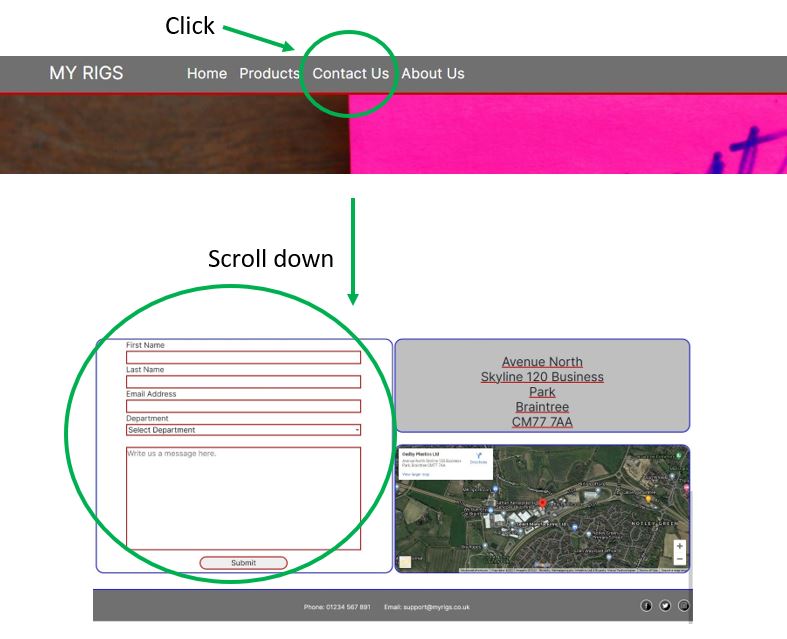 Click
MY RIGS
Home Products Contact Us About Us
Scroll down
First Name
Last Name
Email Address
Department
Select Department
Write us a message here.
Submit
Avenue North
Skyline 120 Business
Park
Braintree
CM77 7AA
Oadby Plastics Ltd
Avenue North Skyline 120 Business
Park, Braintree CM77 7AA
Directions
View larger map
NOTLEY GREEN
Phone: 01234 567 891 Email: support@myrigs.co.uk